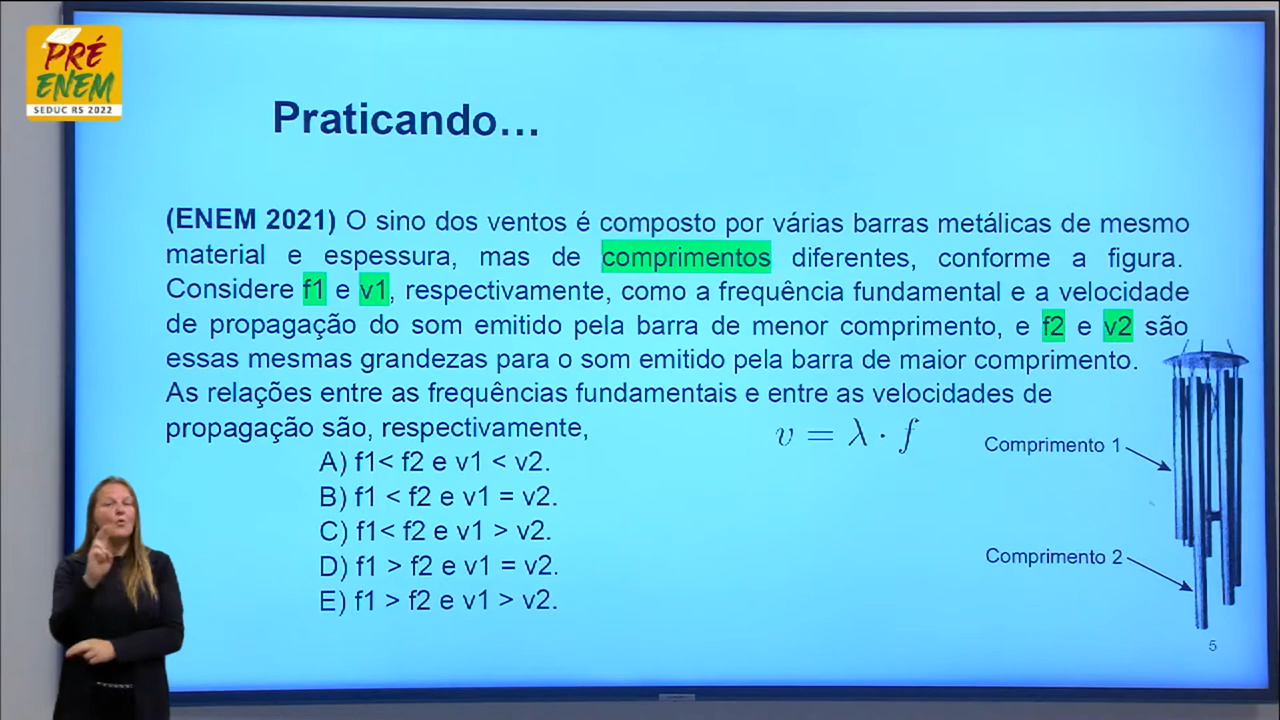 PRÉ
ENEM
SEDUC RS 2022
Praticando...
(ENEM 2021) O sino dos ventos é composto por várias barras metálicas de mesmo
material e espessura, mas de comprimentos diferentes, conforme a figura.
Considere f1 e v1, respectivamente, como a frequência fundamental e a velocidade
de propagação do som emitido pela barra de menor comprimento, e f2 e v2 são
essas mesmas grandezas para o som emitido pela barra de maior comprimento.
As relações entre as frequências fundamentais e entre as velocidades de
propagação são, respectivamente,
v = λ · f
A) f1< f2 e v1 < v2.
B) f1 < f2 e v1 = v2.
C) f1< f2 e v1 > v2.
D) f1 > f2 e v1 = v2.
E) f1 > f2 e v1 > v2.
Comprimento 1
Comprimento 2
5